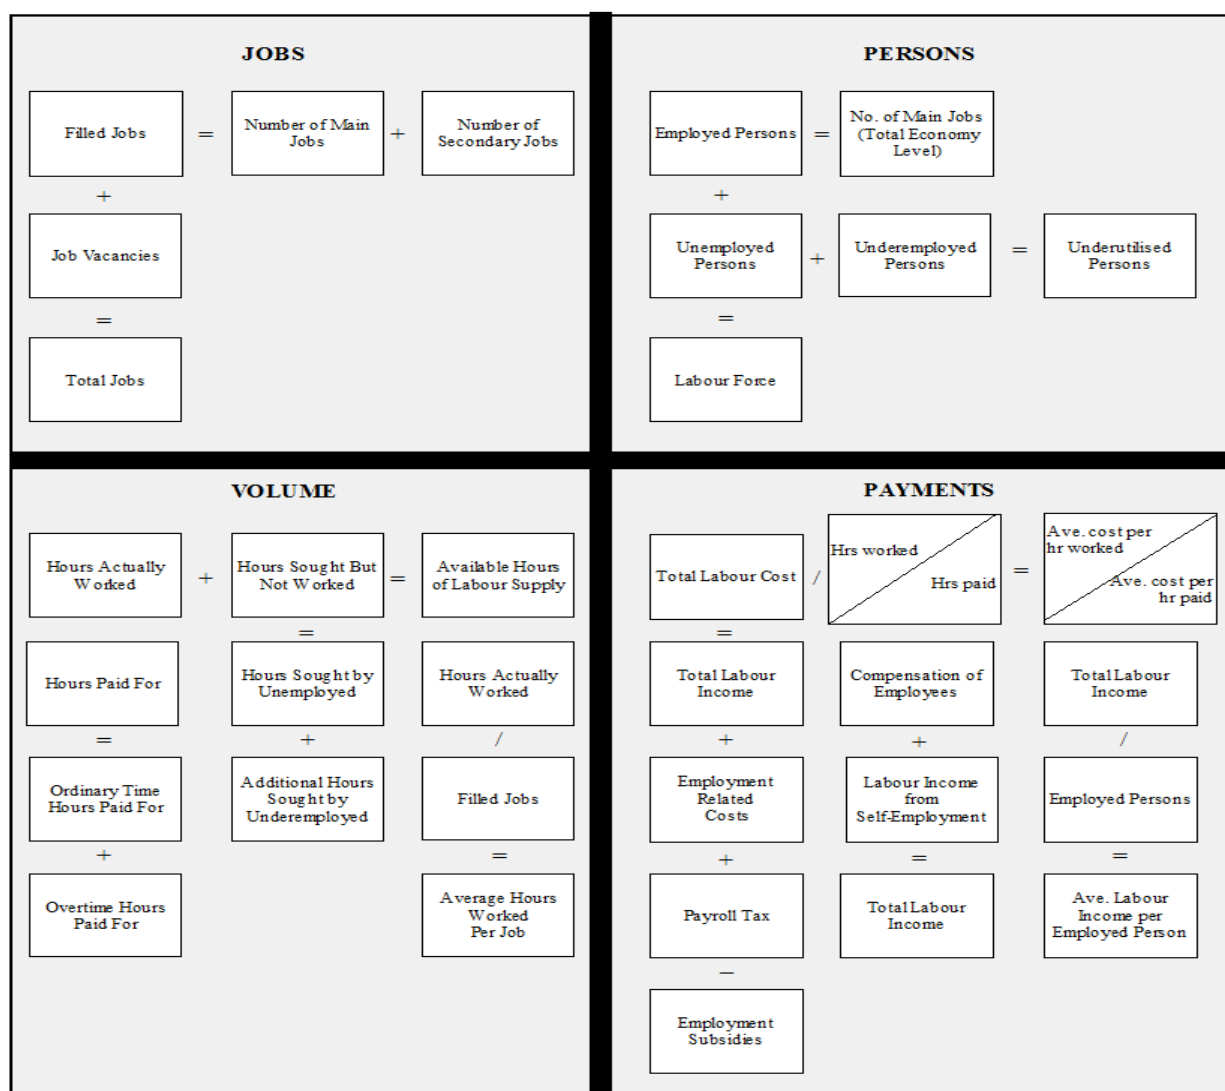 JOBS
Filled Jobs
=
Number of Main
Jobs
+
Number of
Secondary Jobs
+
Job Vacancies
=
Total Jobs
PERSONS
Employed Persons
=
No. of Main Jobs
(Total Economy
Level)
+
Unemployed
Persons
+
Underemployed
Persons
=
Underutilised
Persons
=
Labour Force
VOLUME
Hours Actually
Worked
+
Hours Sought But
Not Worked
=
Available Hours
of Labour Supply
=
Hours Paid For
Hours Sought by
Unemployed
Hours Actually
Worked
=
+
/
Ordinary Time
Hours Paid For
Additional Hours
Sought by
Underemployed
Filled Jobs
+
=
Overtime Hours
Paid For
Average Hours
Worked
Per Job
PAYMENTS
Total Labour Cost
/
Hrs worked
Hrs paid
=
Ave. cost per
hr worked
Ave. cost per
hr paid
=
Total Labour
Income
Compensation of
Employees
Total Labour
Income
+
+
/
Employment
Related
Costs
Labour Income
from
Self-Employment
Employed Persons
+
=
=
Payroll Tax
Total Labour
Income
Ave. Labour
Income per
Employed Person
−
Employment
Subsidies